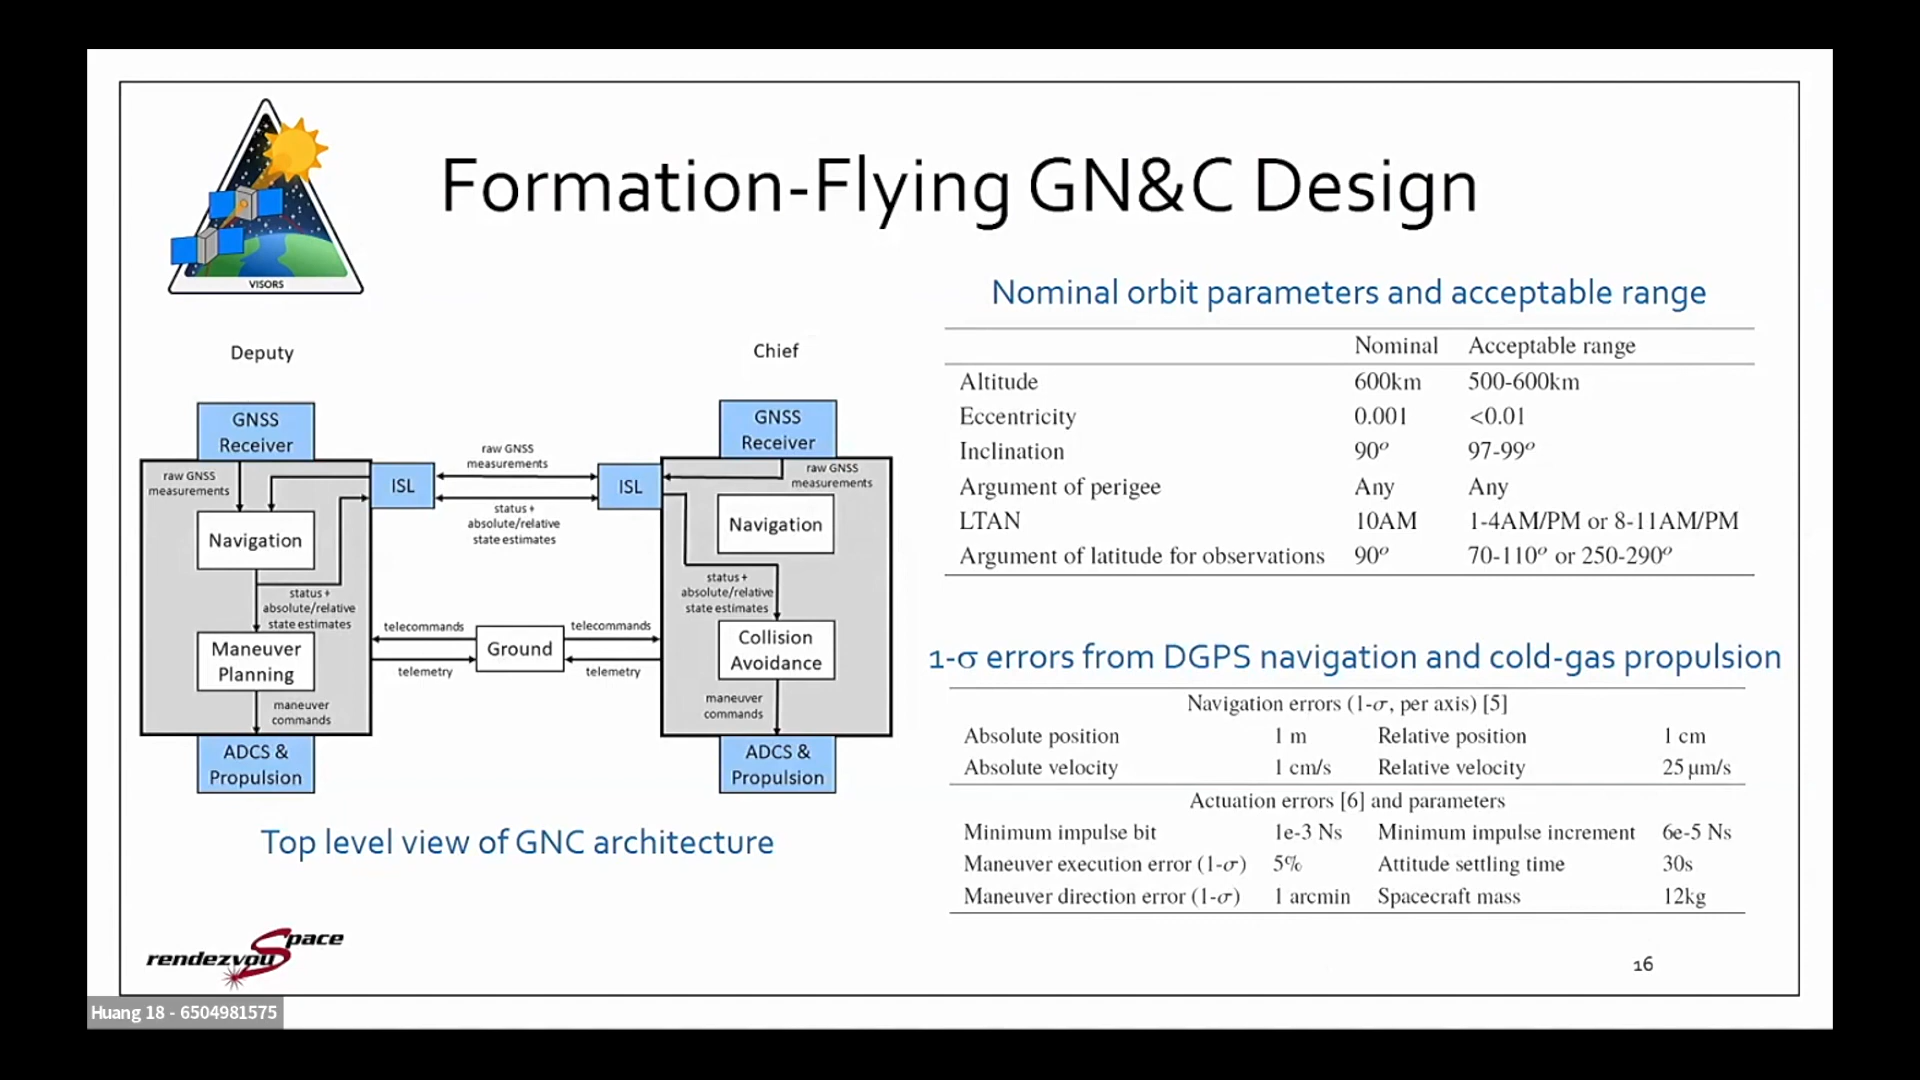 Formation-Flying GN&C Design
VISORS
Deputy
Chief
GNSS
Receiver
raw GNSS
measurements
ISL
Navigation
status +
absolute/relative
state estimates
Maneuver
Planning
maneuver
commands
ADCS &
Propulsion
raw GNSS
measurements
status +
absolute/relative
state estimates
telecommands
telemetry
Ground
telecommands
telemetry
GNSS
Receiver
raw GNSS
measurements
ISL
Navigation
status +
absolute/relative
state estimates
Collision
Avoidance
maneuver
commands
ADCS &
Propulsion
Top level view of GNC architecture
Nominal orbit parameters and acceptable range
Nominal Acceptable range
Altitude 600km 500-600km
Eccentricity 0.001 <0.01
Inclination 90° 97-99°
Argument of perigee Any Any
LTAN 10AM 1-4AM/PM or 8-11AM/PM
Argument of latitude for observations 90° 70-110° or 250-290°
1-σ errors from DGPS navigation and cold-gas propulsion
Navigation errors (1-σ, per axis) [5]
Absolute position 1 m Relative position 1 cm
Absolute velocity 1 cm/s Relative velocity 25 μm/s
Actuation errors [6] and parameters
Minimum impulse bit 1e-3 Ns Minimum impulse increment 6e-5 Ns
Maneuver execution error (1-σ) 5% Attitude settling time 30s
Maneuver direction error (1-σ) 1 arcmin Spacecraft mass 12kg
rendezvouSpace
16
Huang 18 - 6504981575